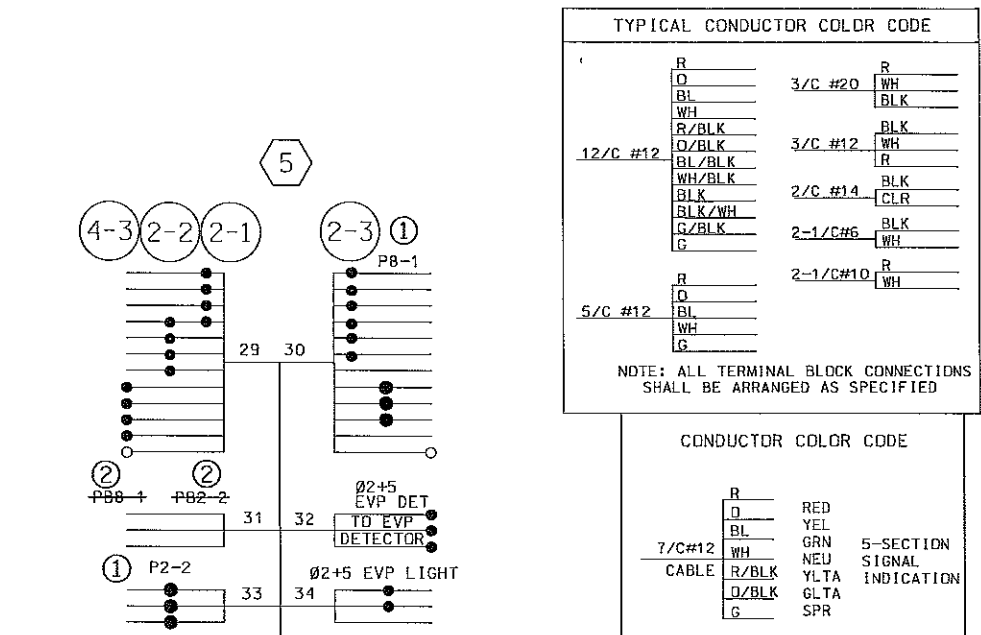 5
4-3 2-2 2-1 2-3 1
P8-1
29 30
2 2
PB8-1 PB2-2
Ø2+5
EVP DET
31 32 TO EVP
DETECTOR
1 P2-2
Ø2+5 EVP LIGHT
33 34
TYPICAL CONDUCTOR COLOR CODE
12/C #12
R
O
BL
WH
R/BLK
O/BLK
BL/BLK
WH/BLK
BLK
BLK/WH
G/BLK
G
5/C #12
R
O
BL
WH
G
3/C #20
R
WH
BLK
3/C #12
BLK
WH
R
2/C #14
BLK
CLR
2-1/C#6
BLK
WH
2-1/C#10
R
WH
NOTE: ALL TERMINAL BLOCK CONNECTIONS
SHALL BE ARRANGED AS SPECIFIED
CONDUCTOR COLOR CODE
7/C#12
CABLE
R RED
O YEL
BL GRN
WH NEU
R/BLK YLTA
O/BLK GLTA
G SPR
5-SECTION
SIGNAL
INDICATION